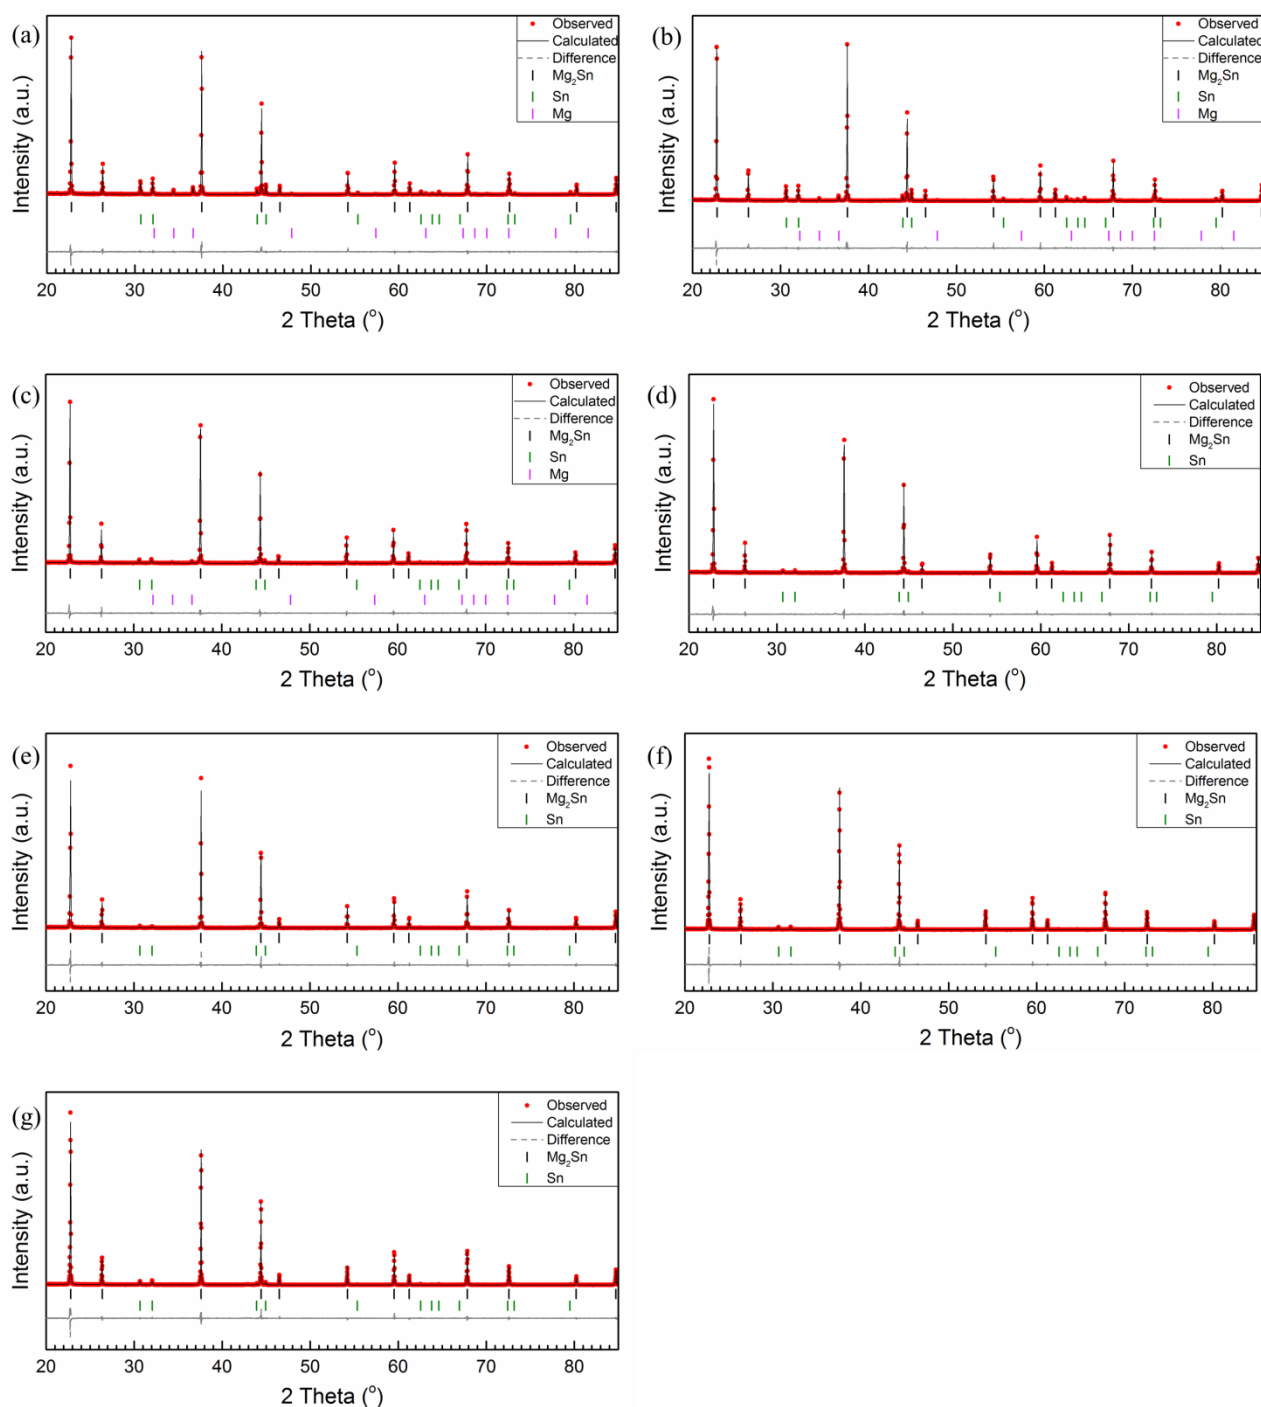 (a)
Observed
Calculated
Difference
Mg₂Sn
Sn
Mg
Intensity (a.u.)
20 30 40 50 60 70 80
2 Theta (°)
(b)
Observed
Calculated
Difference
Mg₂Sn
Sn
Mg
Intensity (a.u.)
20 30 40 50 60 70 80
2 Theta (°)
(c)
Observed
Calculated
Difference
Mg₂Sn
Sn
Mg
Intensity (a.u.)
20 30 40 50 60 70 80
2 Theta (°)
(d)
Observed
Calculated
Difference
Mg₂Sn
Sn
Intensity (a.u.)
20 30 40 50 60 70 80
2 Theta (°)
(e)
Observed
Calculated
Difference
Mg₂Sn
Sn
Intensity (a.u.)
20 30 40 50 60 70 80
2 Theta (°)
(f)
Observed
Calculated
Difference
Mg₂Sn
Sn
Intensity (a.u.)
20 30 40 50 60 70 80
2 Theta (°)
(g)
Observed
Calculated
Difference
Mg₂Sn
Sn
Intensity (a.u.)
20 30 40 50 60 70 80
2 Theta (°)